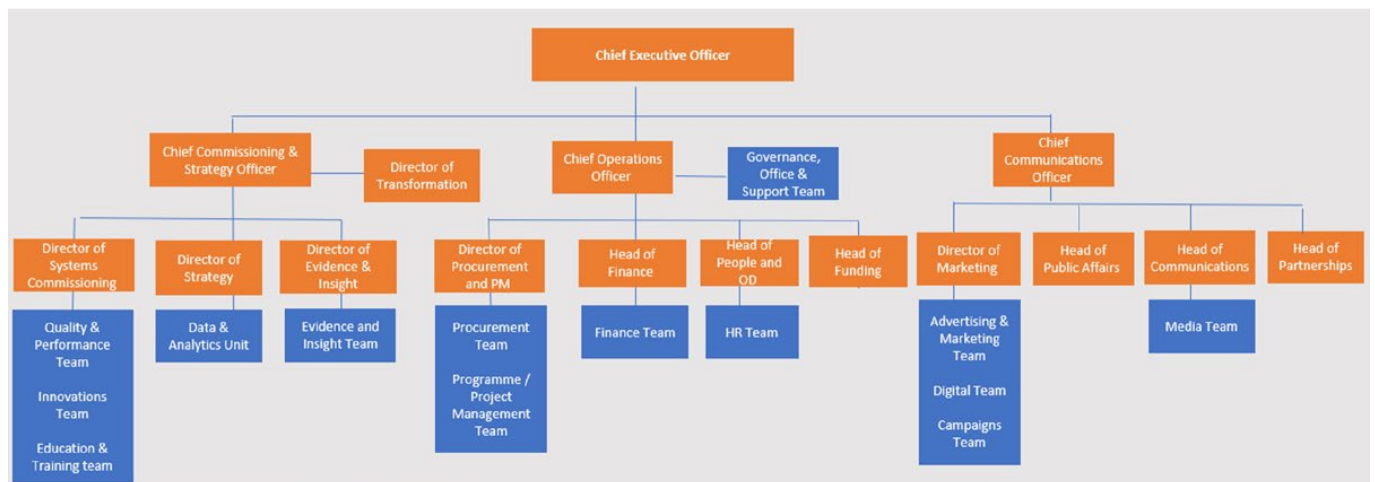 Chief Executive Officer
Chief Commissioning &
Strategy Officer
Director of
Transformation
Chief Operations
Officer
Governance,
Office &
Support Team
Chief
Communications
Officer
Director of
Systems
Commissioning
Director of
Strategy
Director of
Evidence &
Insight
Director of
Procurement
and PM
Head of
Finance
Head of
People and
OD
Head of
Funding
Director of
Marketing
Head of
Public Affairs
Head of
Communications
Head of
Partnerships
Quality &
Performance
Team
Innovations
Team
Education &
Training team
Data &
Analytics Unit
Evidence and
Insight Team
Procurement
Team
Programme /
Project
Management
Team
Finance Team
HR Team
Advertising &
Marketing
Team
Digital Team
Campaigns
Team
Media Team